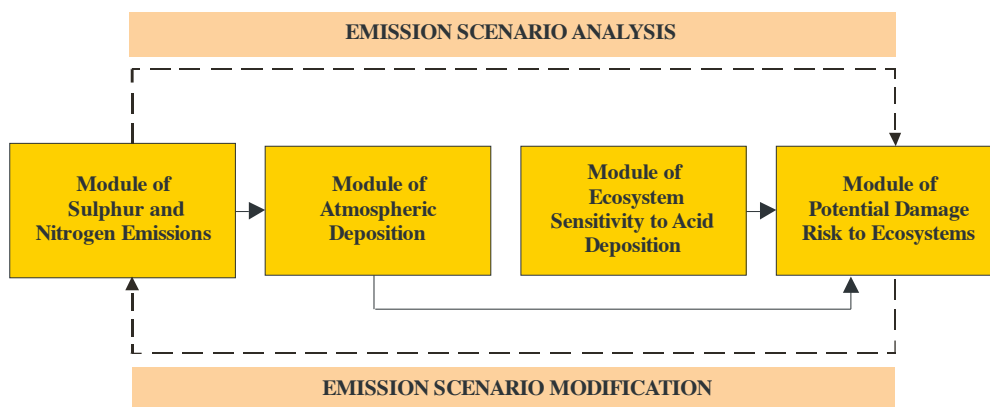 EMISSION SCENARIO ANALYSIS
Module of
Sulphur and
Nitrogen Emissions
Module of
Atmospheric
Deposition
Module of
Ecosystem
Sensitivity to Acid
Deposition
Module of
Potential Damage
Risk to Ecosystems
EMISSION SCENARIO MODIFICATION